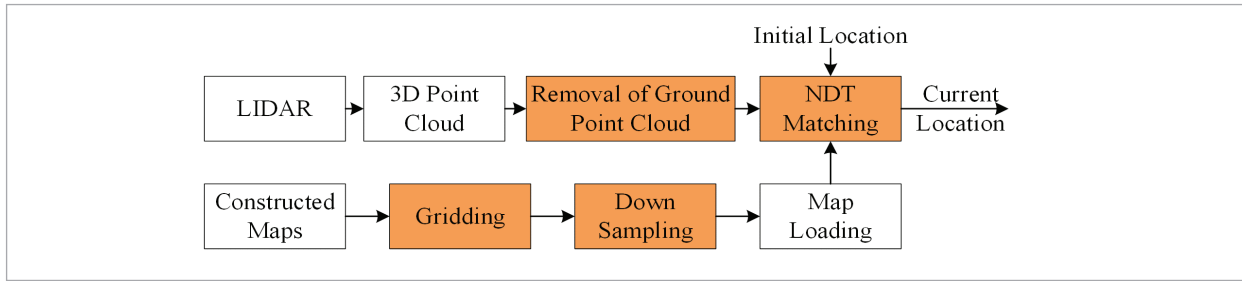 Initial Location
LIDAR
3D Point
Cloud
Removal of Ground
Point Cloud
NDT
Matching
Current
Location
Constructed
Maps
Gridding
Down
Sampling
Map
Loading